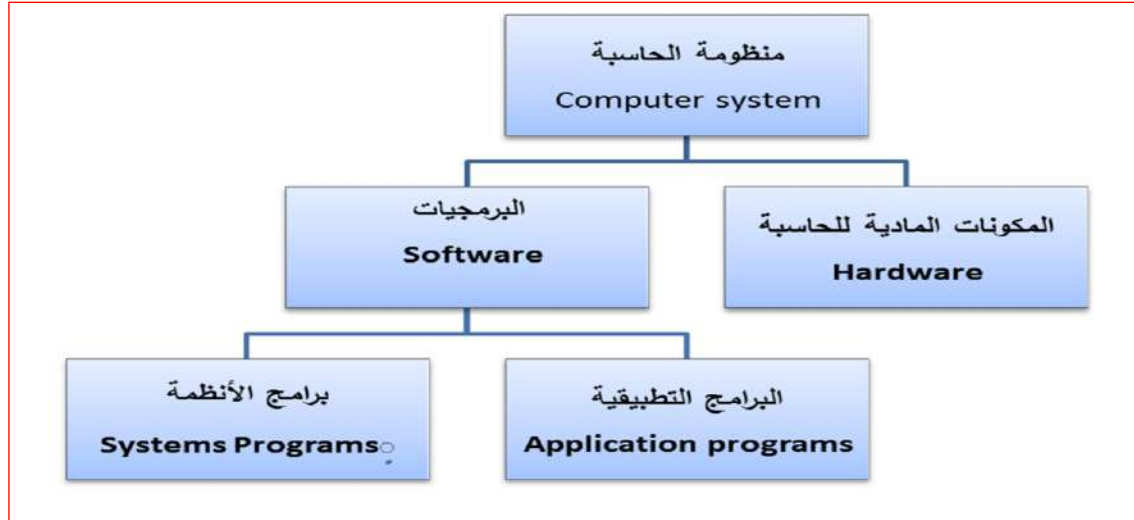 منظومة الحاسبة
Computer system
المكونات المادية للحاسبة
Hardware
البرمجيات
Software
البرامج التطبيقية
Application programs
برامج الأنظمة
Systems Programs